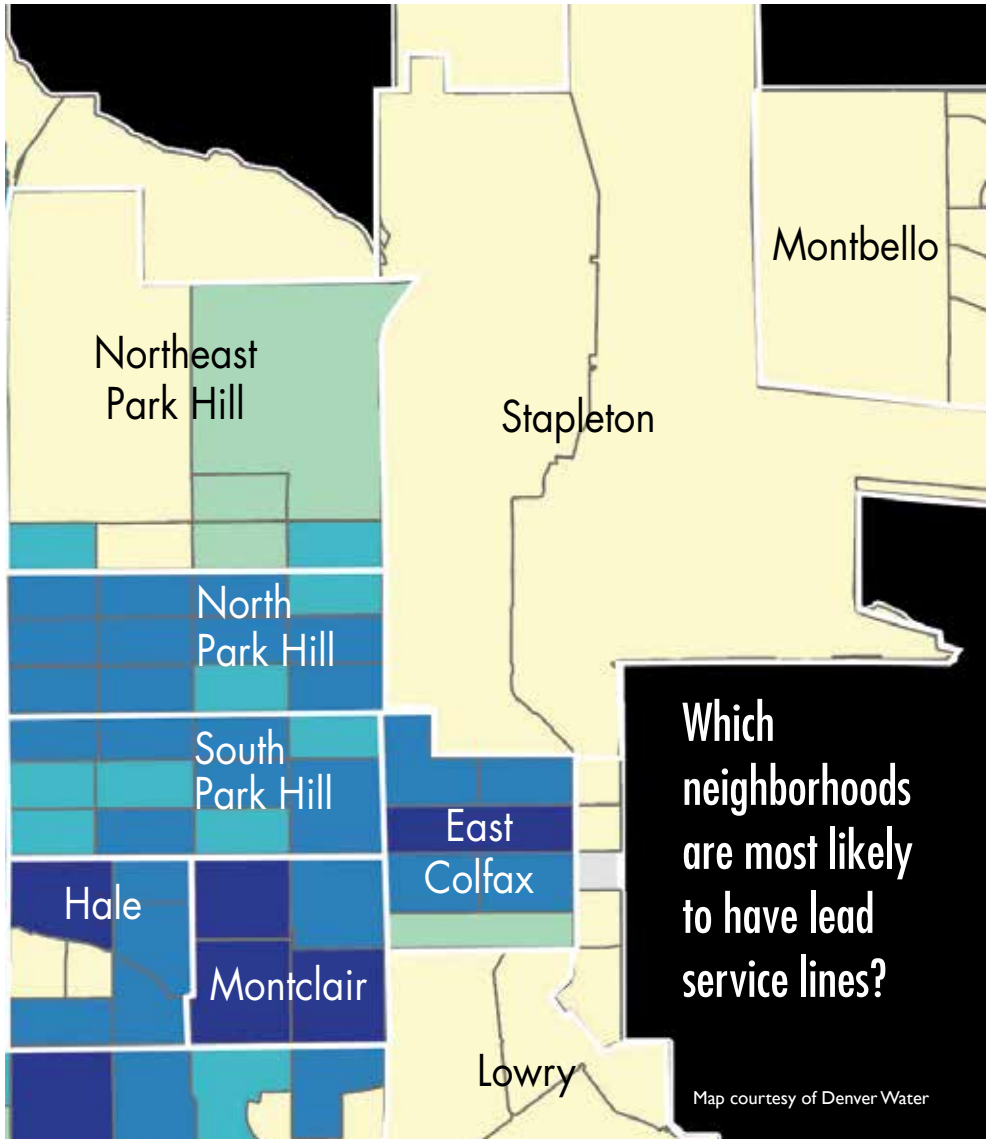 Montbello
Northeast
Park Hill
Stapleton
North
Park Hill
South
Park Hill
East
Colfax
Hale
Montclair
Lowry
Which
neighborhoods
are most likely
to have lead
service lines?
Map courtesy of Denver Water